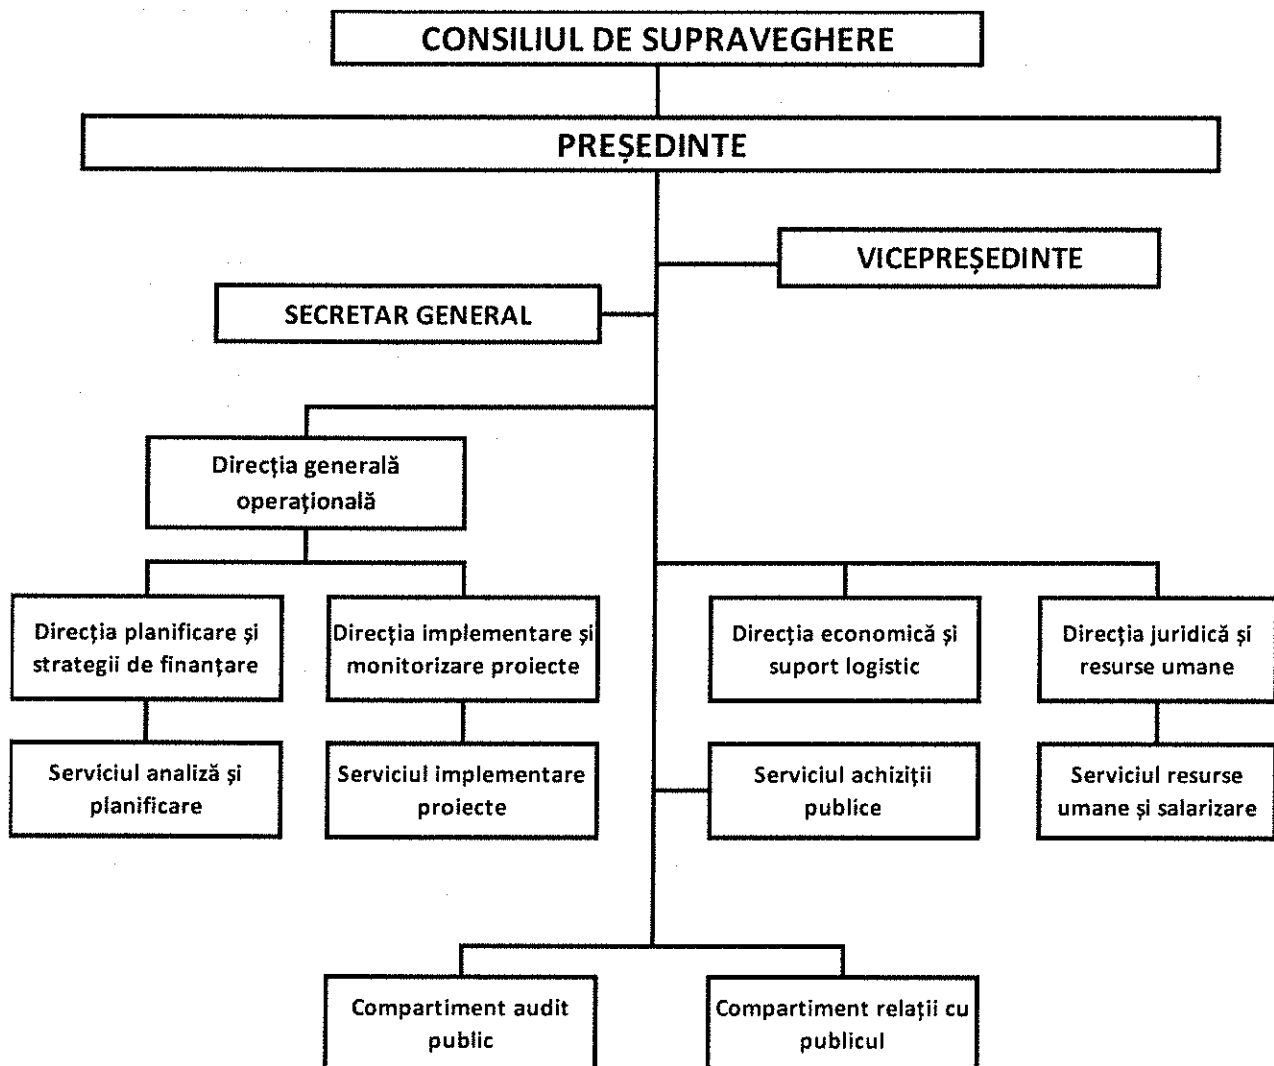 CONSILIUL DE SUPRAVEGHERE
PREȘEDINTE
VICEPREȘEDINTE
SECRETAR GENERAL
Direcția generală
operațională
Direcția planificare și
strategii de finanțare
Direcția implementare și
monitorizare proiecte
Direcția economică și
suport logistic
Direcția juridică și
resurse umane
Serviciul analiză și
planificare
Serviciul implementare
proiecte
Serviciul achiziții
publice
Serviciul resurse
umane și salarizare
Compartiment audit
public
Compartiment relații cu
publicul